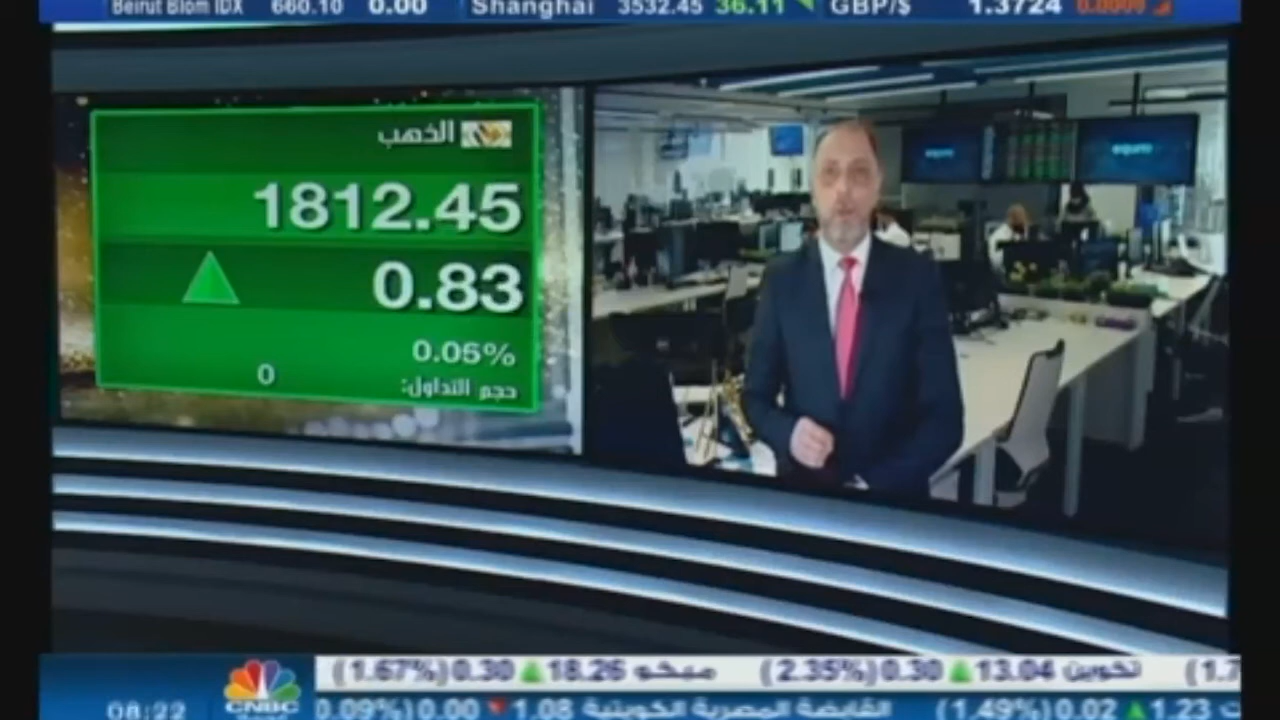 Beirut Blom IDX 660.10 0.00 Shanghai 3532.45 36.11 GBP/$ 1.3724 0.0009
الذهب
1812.45
0.83
0.05%
حجم التداول: 0
equiti
تكوين 13.04 0.30 (2.35%) مبكو 18.26 0.30 (1.67%)
(1.49%) 0.02 1.23 القابضة المصرية الكويتية 1.08 0.00 0.09%)
08:22
CNBC